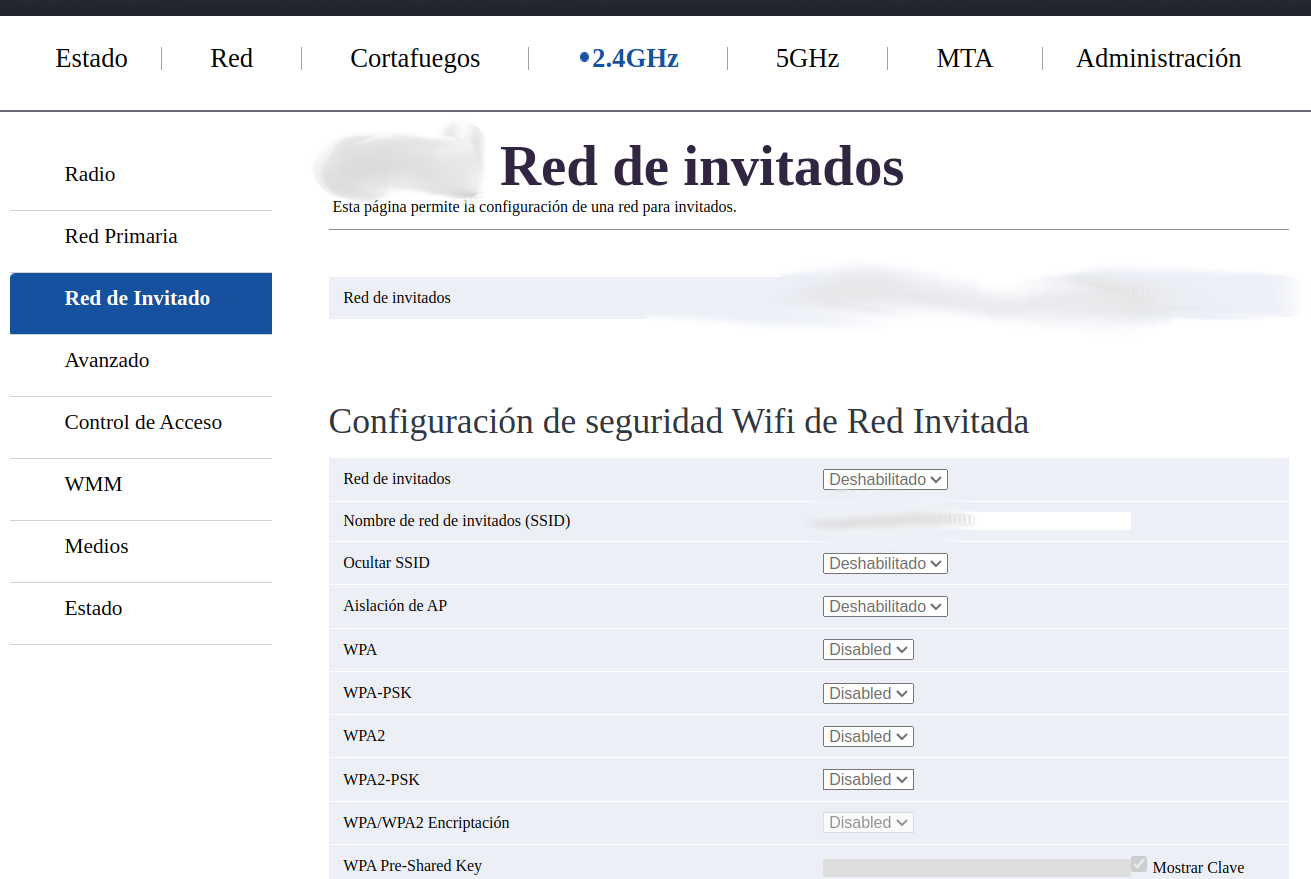 Estado Red Cortafuegos 2.4GHz 5GHz MTA Administración
Radio
Red Primaria
Red de Invitado
Avanzado
Control de Acceso
WMM
Medios
Estado
Red de invitados
Esta página permite la configuración de una red para invitados.
Red de invitados
Configuración de seguridad Wifi de Red Invitada
Red de invitados Deshabilitado
Nombre de red de invitados (SSID)
Ocultar SSID Deshabilitado
Aislación de AP Deshabilitado
WPA Disabled
WPA-PSK Disabled
WPA2 Disabled
WPA2-PSK Disabled
WPA/WPA2 Encriptación Disabled
WPA Pre-Shared Key Mostrar Clave